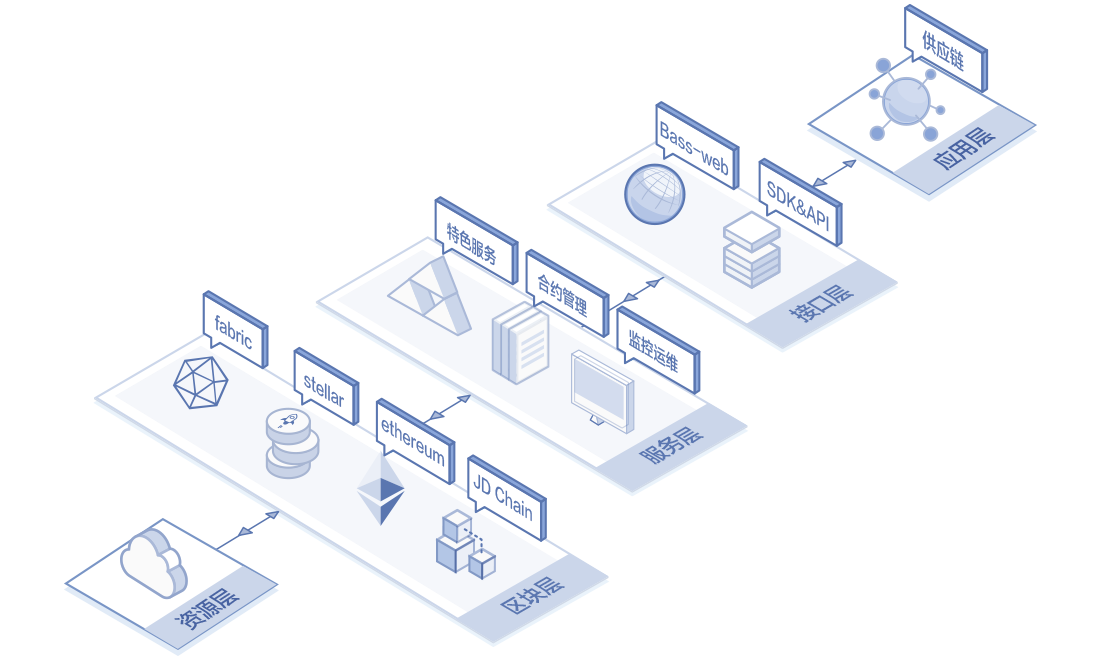 供应链
应用层
Bass-web
SDK&API
接口层
特色服务
合约管理
监控运维
服务层
fabric
stellar
ethereum
JD Chain
区块层
资源层